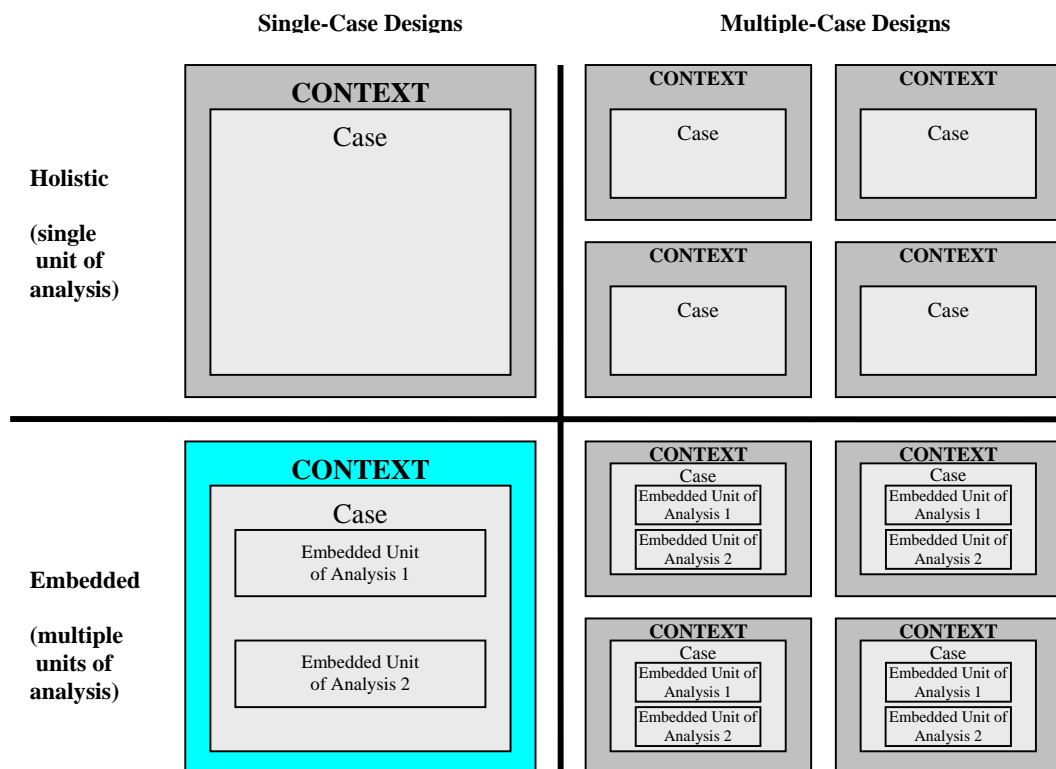 Single-Case Designs
Multiple-Case Designs
Holistic
(single
unit of
analysis)
CONTEXT
Case
CONTEXT
Case
CONTEXT
Case
CONTEXT
Case
CONTEXT
Case
Embedded
(multiple
units of
analysis)
CONTEXT
Case
Embedded Unit
of Analysis 1
Embedded Unit
of Analysis 2
CONTEXT
Case
Embedded Unit of
Analysis 1
Embedded Unit of
Analysis 2
CONTEXT
Case
Embedded Unit of
Analysis 1
Embedded Unit of
Analysis 2
CONTEXT
Case
Embedded Unit of
Analysis 1
Embedded Unit of
Analysis 2
CONTEXT
Case
Embedded Unit of
Analysis 1
Embedded Unit of
Analysis 2